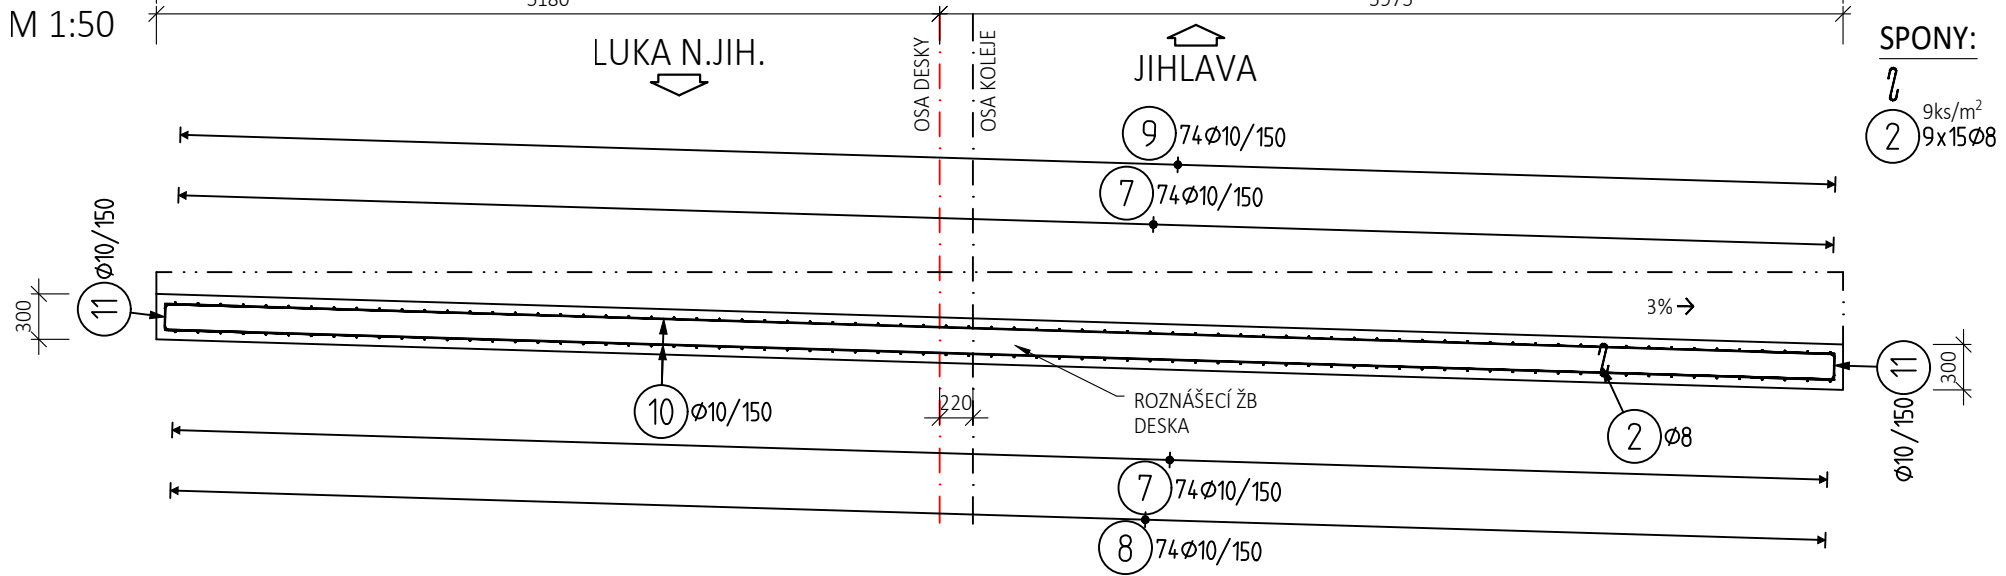 M 1:50
LUKA N.JIH.
OSA DESKY
OSA KOLEJE
JIHLAVA
SPONY:
9ks/m²
2 9x15Ø8
9 74Ø10/150
7 74Ø10/150
11 Ø10/150
300
3%
10 Ø10/150
220
ROZNÁŠECÍ ŽB
DESKA
2 Ø8
11 Ø10/150
300
7 74Ø10/150
8 74Ø10/150